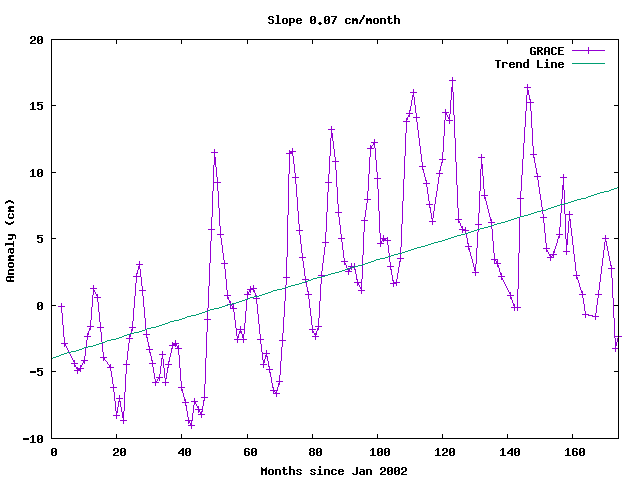 Slope 0.07 cm/month
GRACE
Trend Line
20
15
10
5
0
-5
-10
Anomaly (cm)
0 20 40 60 80 100 120 140 160
Months since Jan 2002